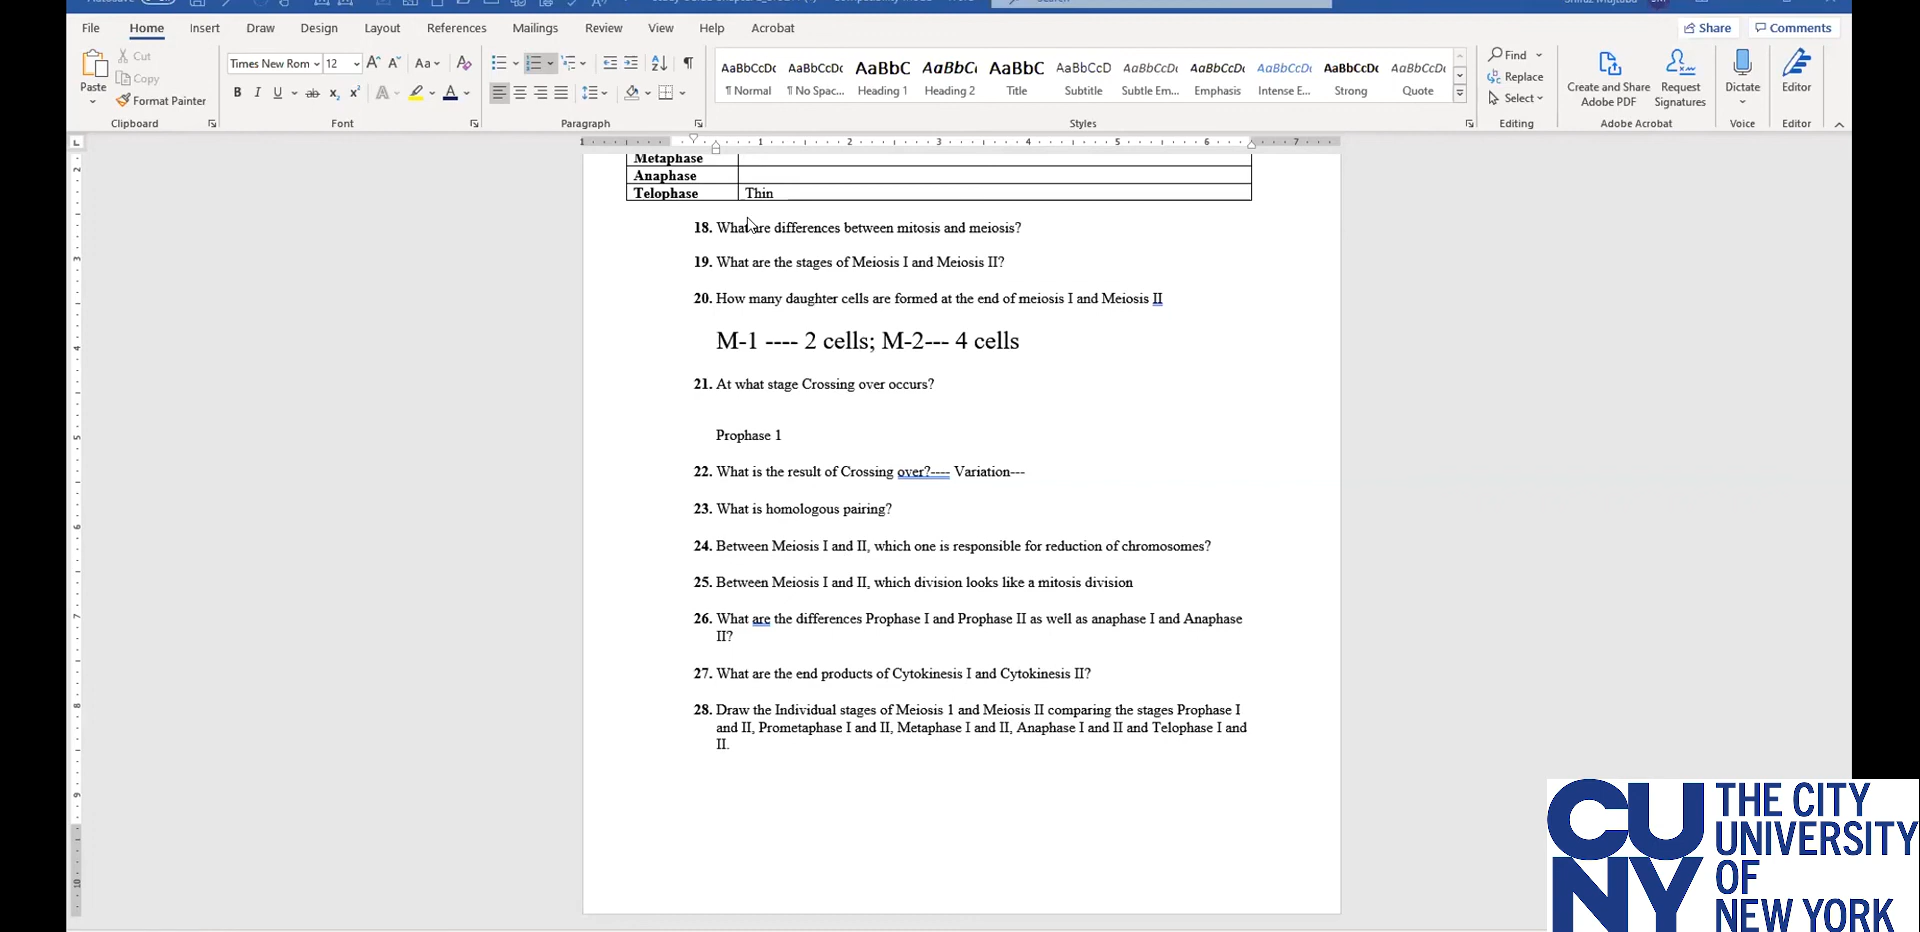 File Home Insert Draw Design Layout References Mailings Review View Help Acrobat Share Comments
Paste Cut Copy Format Painter
Times New Rom 12
AaBbCcDc AaBbCcDc AaBbC AaBbCc AaBbC AaBbCcD AaBbCcDc AaBbCcDc AaBbCcDc AaBbCcDc AaBbCcDc
¶ Normal ¶ No Spac... Heading 1 Heading 2 Title Subtitle Subtle Em... Emphasis Intense E... Strong Quote
Find Replace Select
Create and Share Adobe PDF
Request Signatures
Dictate
Editor
Clipboard Font Paragraph Styles Editing Adobe Acrobat Voice Editor
Metaphase
Anaphase
Telophase Thin
18. What are differences between mitosis and meiosis?
19. What are the stages of Meiosis I and Meiosis II?
20. How many daughter cells are formed at the end of meiosis I and Meiosis II
M-1 ---- 2 cells; M-2--- 4 cells
21. At what stage Crossing over occurs?
Prophase 1
22. What is the result of Crossing over?---- Variation---
23. What is homologous pairing?
24. Between Meiosis I and II, which one is responsible for reduction of chromosomes?
25. Between Meiosis I and II, which division looks like a mitosis division
26. What are the differences Prophase I and Prophase II as well as anaphase I and Anaphase
II?
27. What are the end products of Cytokinesis I and Cytokinesis II?
28. Draw the Individual stages of Meiosis 1 and Meiosis II comparing the stages Prophase I
and II, Prometaphase I and II, Metaphase I and II, Anaphase I and II and Telophase I and
II.
CU
NY
THE CITY
UNIVERSITY
OF
NEW YORK